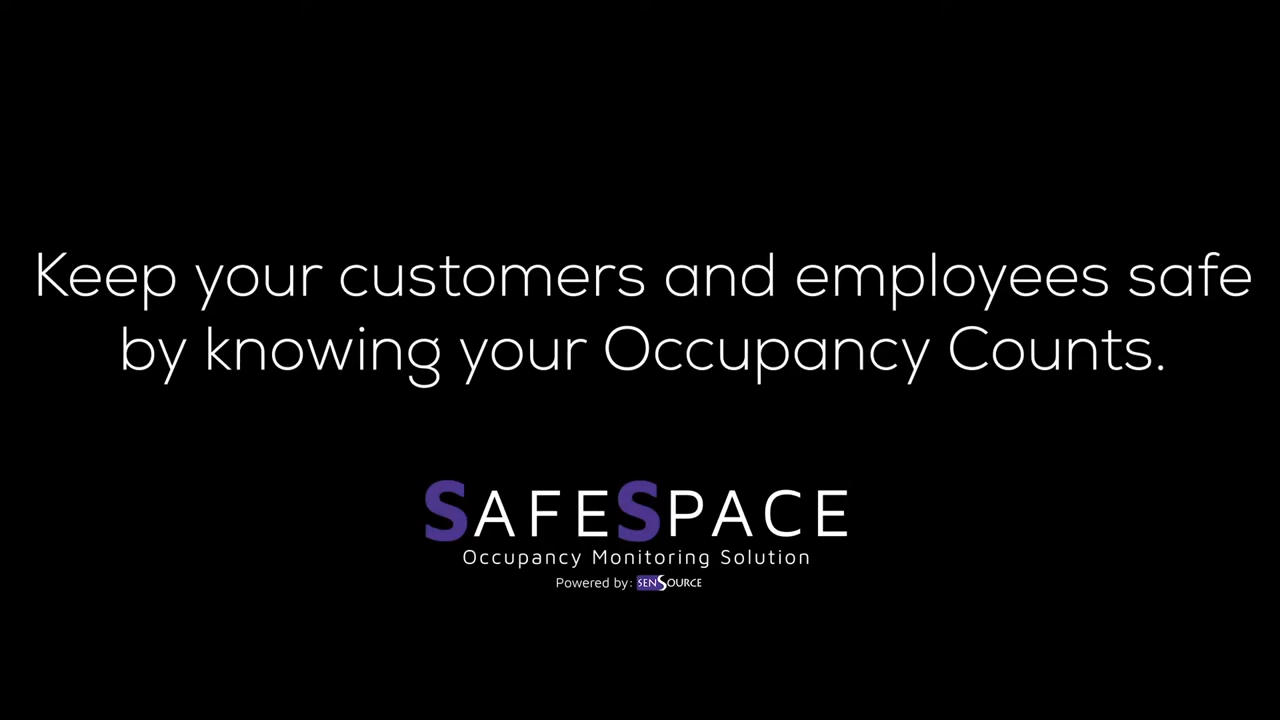 Keep your customers and employees safe
by knowing your Occupancy Counts.
SAFESPACE
Occupancy Monitoring Solution
Powered by: SENSOURCE